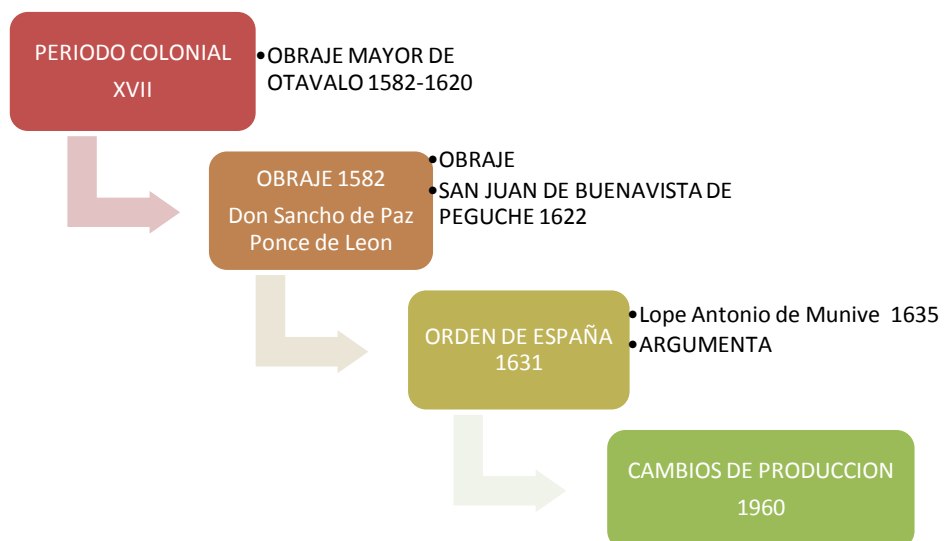 PERIODO COLONIAL
XVII
•OBRAJE MAYOR DE
OTAVALO 1582-1620
OBRAJE 1582
Don Sancho de Paz
Ponce de Leon
•OBRAJE
•SAN JUAN DE BUENAVISTA DE
PEGUCHE 1622
ORDEN DE ESPAÑA
1631
•Lope Antonio de Munive 1635
•ARGUMENTA
CAMBIOS DE PRODUCCION
1960